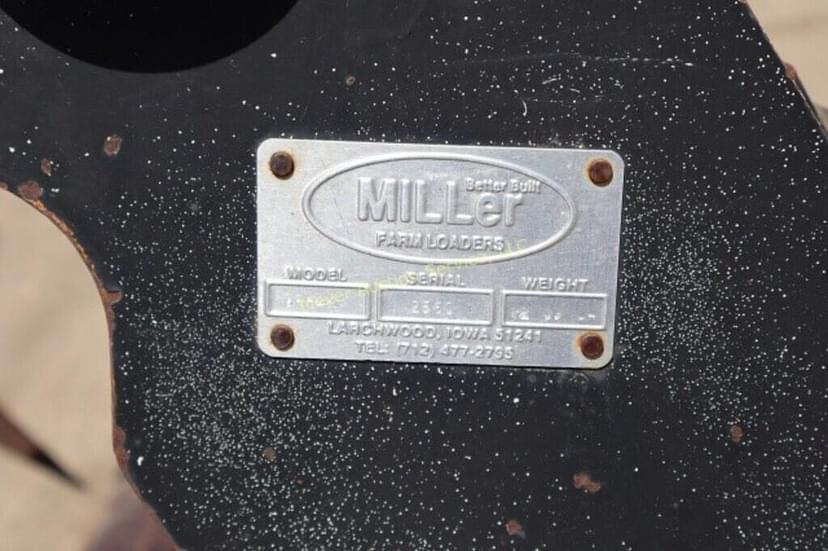 Better Built
MILLer
FARM LOADERS
MODEL SERIAL WEIGHT
LARCHWOOD, IOWA 51241
TEL: (712) 477-2795